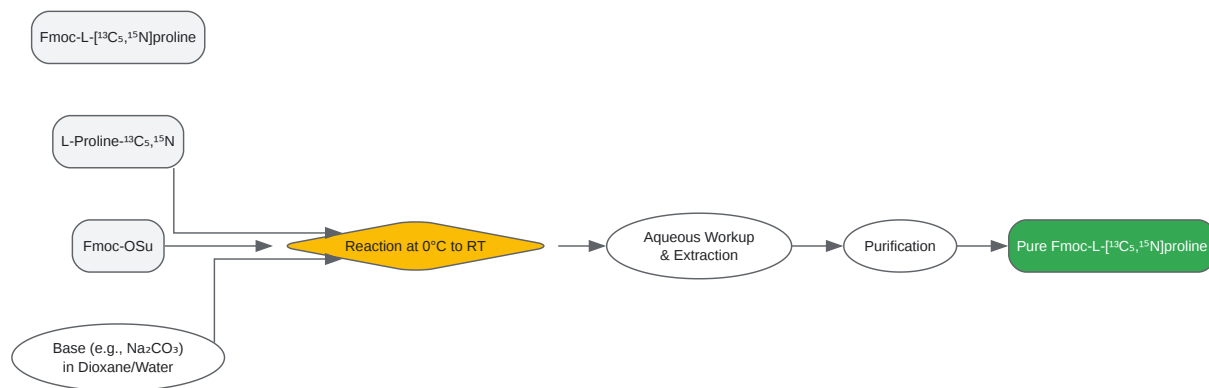 Fmoc-L-[¹³C₅,¹⁵N]proline
L-Proline-¹³C₅,¹⁵N
Fmoc-OSu
Reaction at 0°C to RT
Aqueous Workup
& Extraction
Purification
Pure Fmoc-L-[¹³C₅,¹⁵N]proline
Base (e.g., Na₂CO₃)
in Dioxane/Water